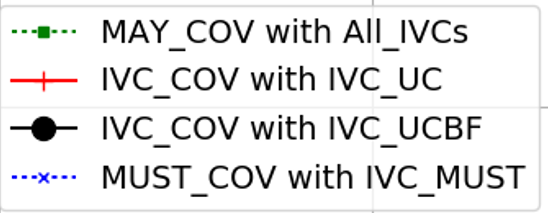 MAY_COV with All_IVCs
IVC_COV with IVC_UC
IVC_COV with IVC_UCBF
MUST_COV with IVC_MUST